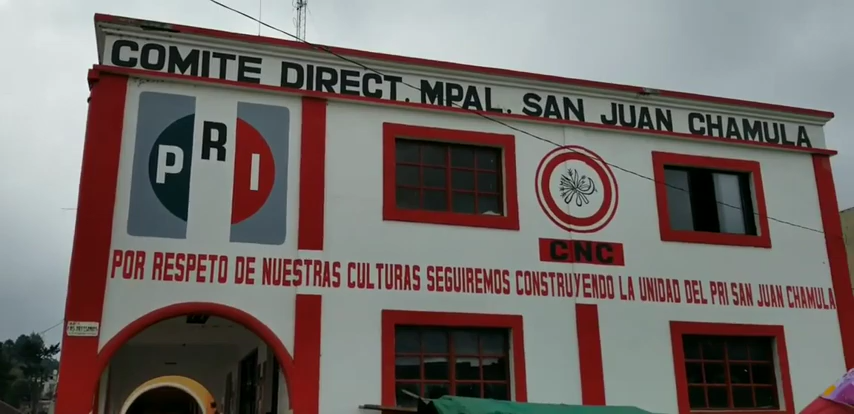 COMITE DIRECT. MPAL. SAN JUAN CHAMULA
PRI
CNC
POR RESPETO DE NUESTRAS CULTURAS SEGUIREMOS CONSTRUYENDO LA UNIDAD DEL PRI SAN JUAN CHAMULA